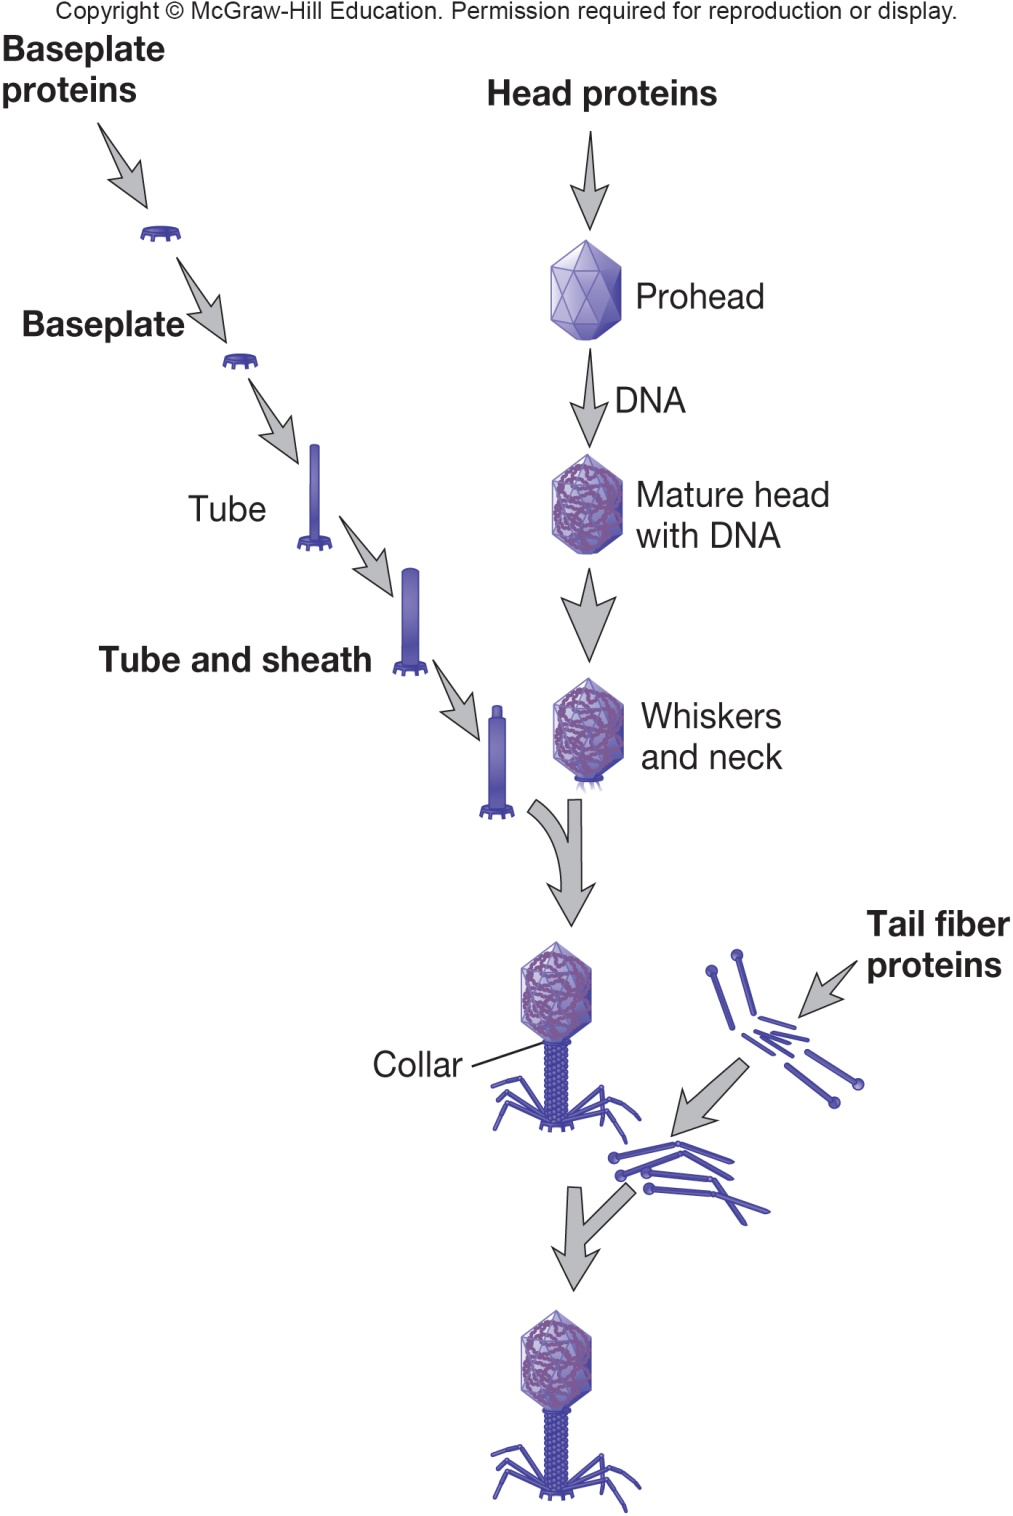 Copyright © McGraw-Hill Education. Permission required for reproduction or display.
Baseplate
proteins
Head proteins
Prohead
Baseplate
DNA
Mature head
with DNA
Tube
Tube and sheath
Whiskers
and neck
Tail fiber
proteins
Collar